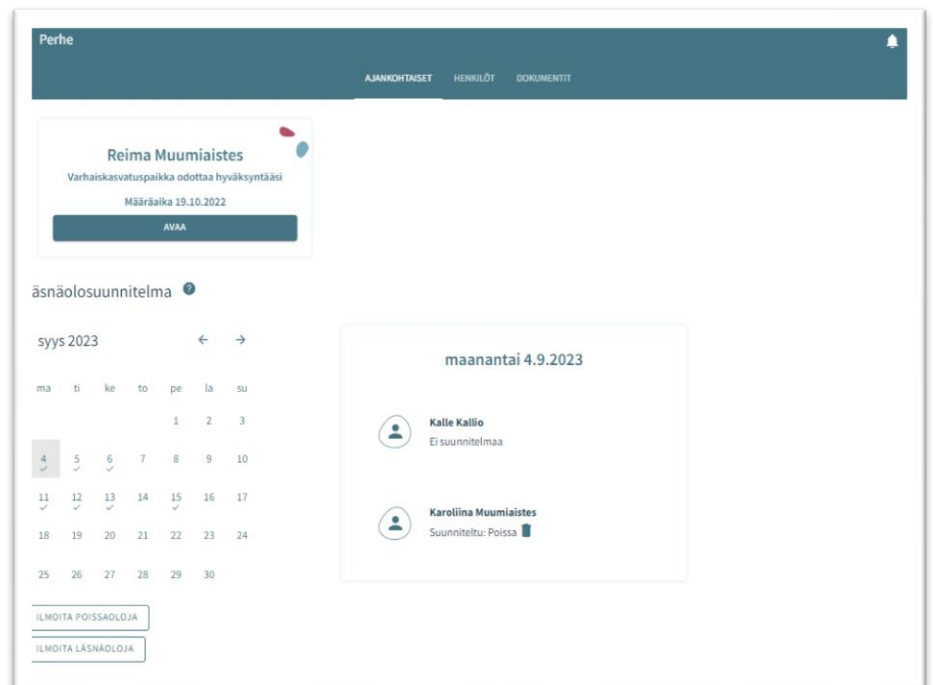 Perhe
AJANKOHTAISET HENKILÖT DOKUMENTIT
Reima Muumiaistes
Varhaiskasvatuspaikka odottaa hyväksyntääsi
Määräaika 19.10.2022
AVAA
äsnäolosuunnitelma ?
syys 2023 ← →
ma ti ke to pe la su
1 2 3
4 5 6 7 8 9 10
11 12 13 14 15 16 17
18 19 20 21 22 23 24
25 26 27 28 29 30
ILMOITA POISSAOLOJA
ILMOITA LÄSNÄOLOJA
maanantai 4.9.2023
Kalle Kallio
Ei suunnitelmaa
Karoliina Muumiaistes
Suunniteltu: Poissa